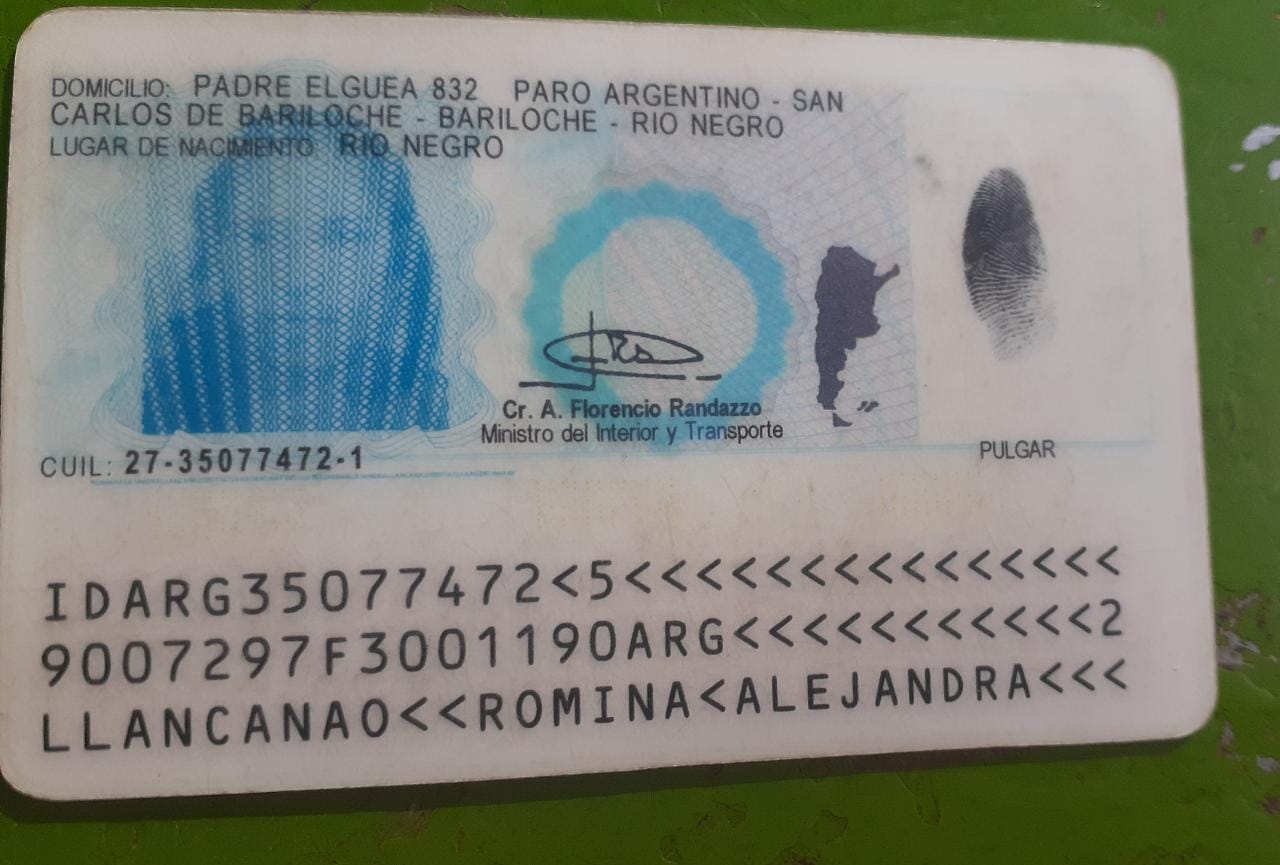 DOMICILIO: PADRE ELGUEA 832 PARO ARGENTINO - SAN
CARLOS DE BARILOCHE - BARILOCHE - RIO NEGRO
LUGAR DE NACIMIENTO: RIO NEGRO
Cr. A. Florencio Randazzo
Ministro del Interior y Transporte
PULGAR
CUIL: 27-35077472-1
IDARG35077472<5<<<<<<<<<<<<<<<
9007297F3001190ARG<<<<<<<<<<<2
LLANCANAO<<ROMINA<ALEJANDRA<<<